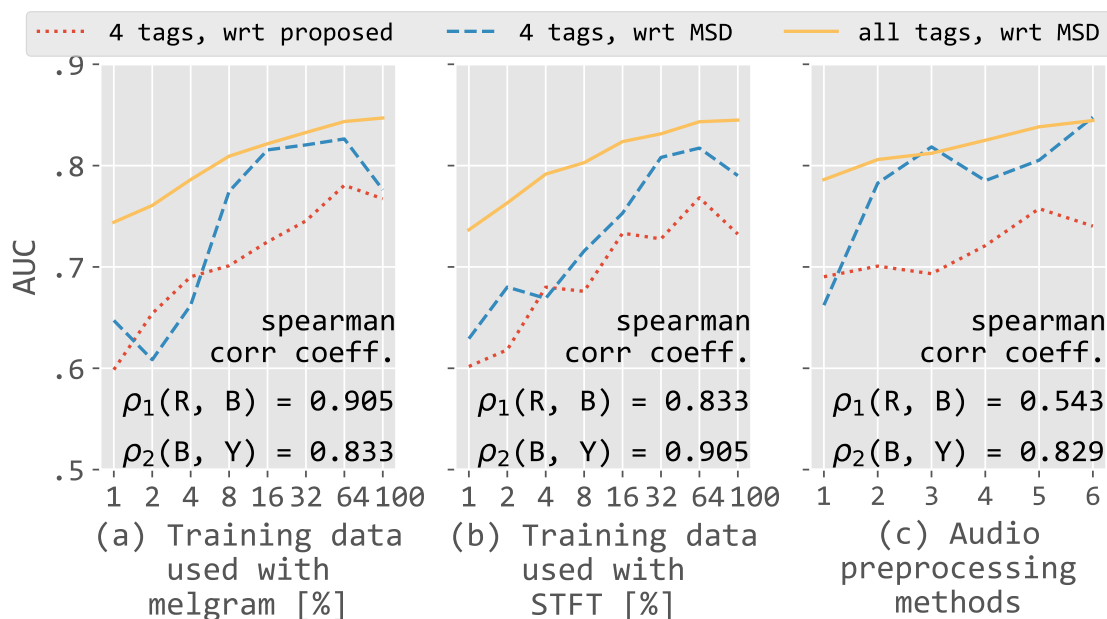 4 tags, wrt proposed 4 tags, wrt MSD all tags, wrt MSD
AUC
.9
.8
.7
.6
.5
spearman
corr coeff.
ρ1(R, B) = 0.905
ρ2(B, Y) = 0.833
1 2 4 8 16 32 64 100
(a) Training data
used with
melgram [%]
spearman
corr coeff.
ρ1(R, B) = 0.833
ρ2(B, Y) = 0.905
1 2 4 8 16 32 64 100
(b) Training data
used with
STFT [%]
spearman
corr coeff.
ρ1(R, B) = 0.543
ρ2(B, Y) = 0.829
1 2 3 4 5 6
(c) Audio
preprocessing
methods